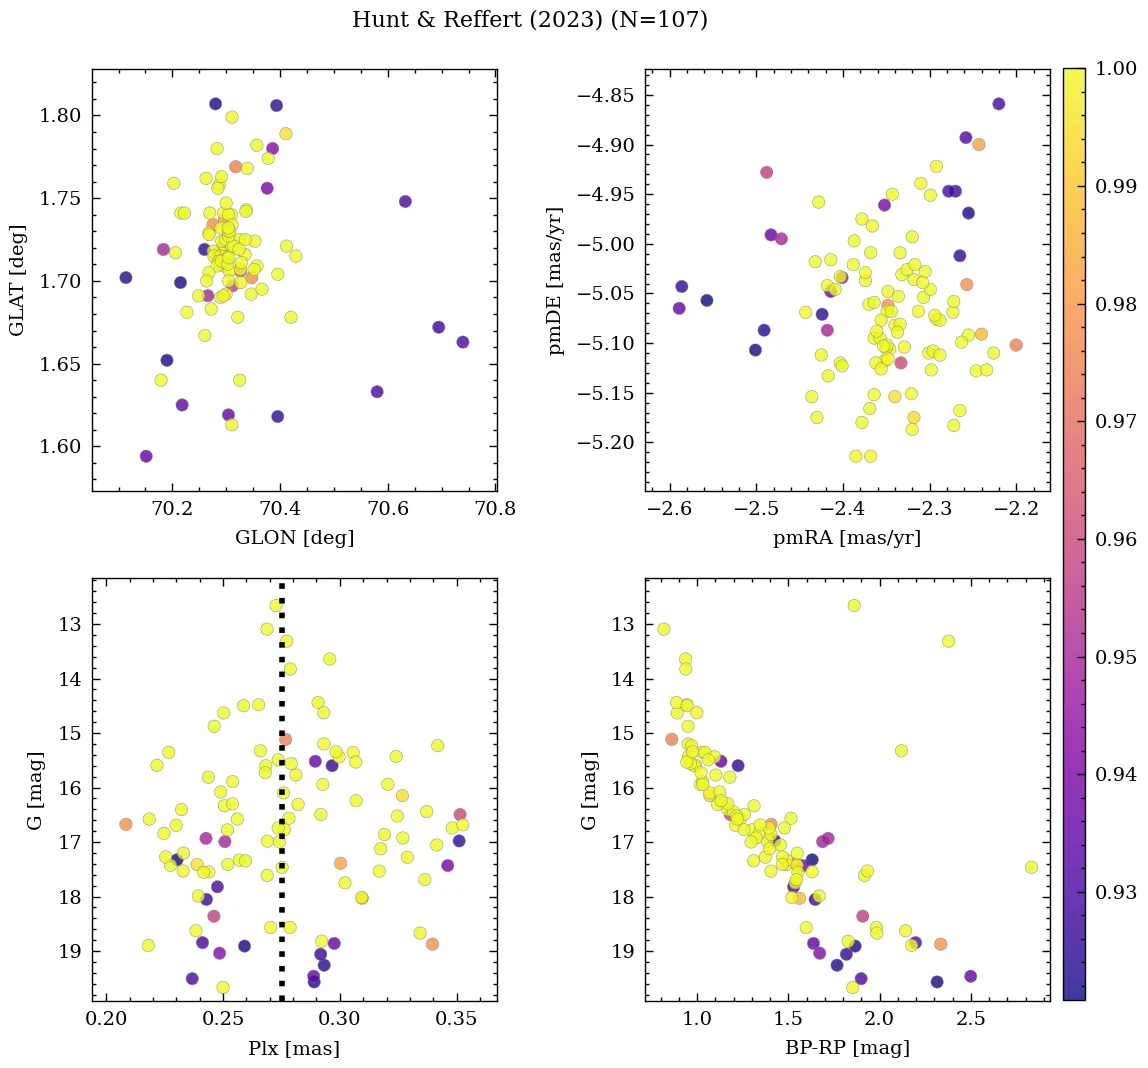 Hunt & Reffert (2023) (N=107)
1.80
1.75
1.70
1.65
1.60
GLAT [deg]
70.2 70.4 70.6 70.8
GLON [deg]
−4.85
−4.90
−4.95
−5.00
−5.05
−5.10
−5.15
−5.20
pmDE [mas/yr]
−2.6 −2.5 −2.4 −2.3 −2.2
pmRA [mas/yr]
13
14
15
16
17
18
19
G [mag]
0.20 0.25 0.30 0.35
Plx [mas]
13
14
15
16
17
18
19
G [mag]
1.0 1.5 2.0 2.5
BP-RP [mag]
1.00
0.99
0.98
0.97
0.96
0.95
0.94
0.93